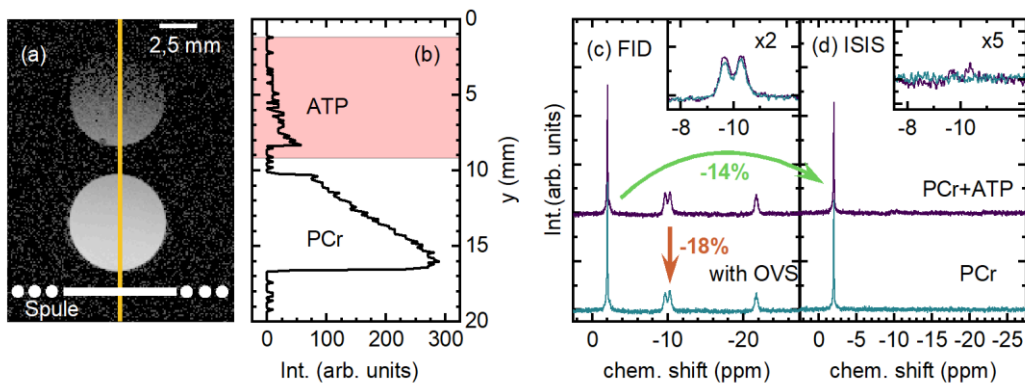 (a)
2,5 mm
Spule
(b)
ATP
PCr
0
5
10
15
20
y (mm)
0 100 200 300
Int. (arb. units)
(c) FID
x2
-8 -10
-14%
-18%
with OVS
Int.(arb. units)
0 -10 -20
chem. shift (ppm)
(d) ISIS
x5
-8 -10
PCr+ATP
PCr
0 -5 -10 -15 -20 -25
chem. shift (ppm)